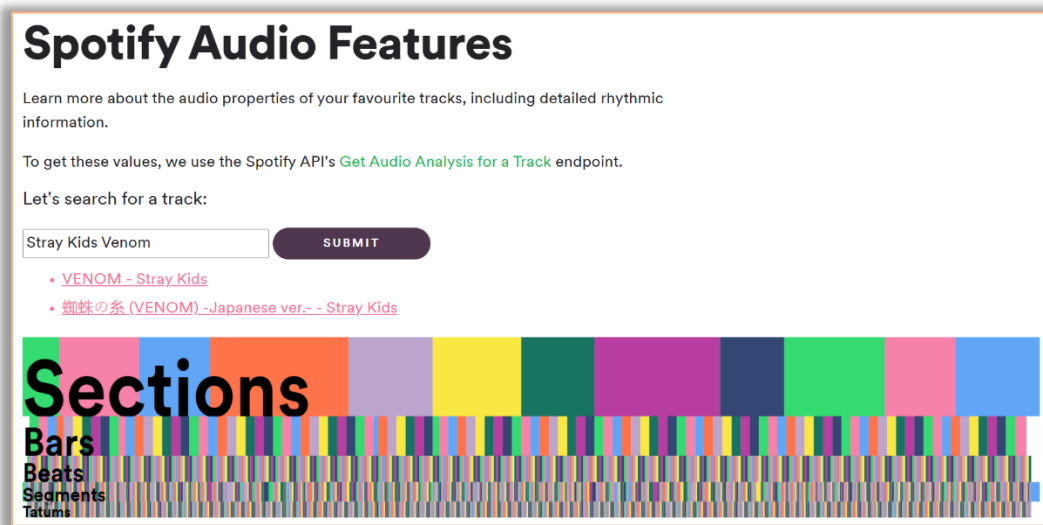 Spotify Audio Features
Learn more about the audio properties of your favourite tracks, including detailed rhythmic
information.
To get these values, we use the Spotify API's Get Audio Analysis for a Track endpoint.
Let's search for a track:
Stray Kids Venom
SUBMIT
• VENOM - Stray Kids
• 蜘蛛の糸 (VENOM) -Japanese ver.- - Stray Kids
Sections
Bars
Beats
Segments
Tatums